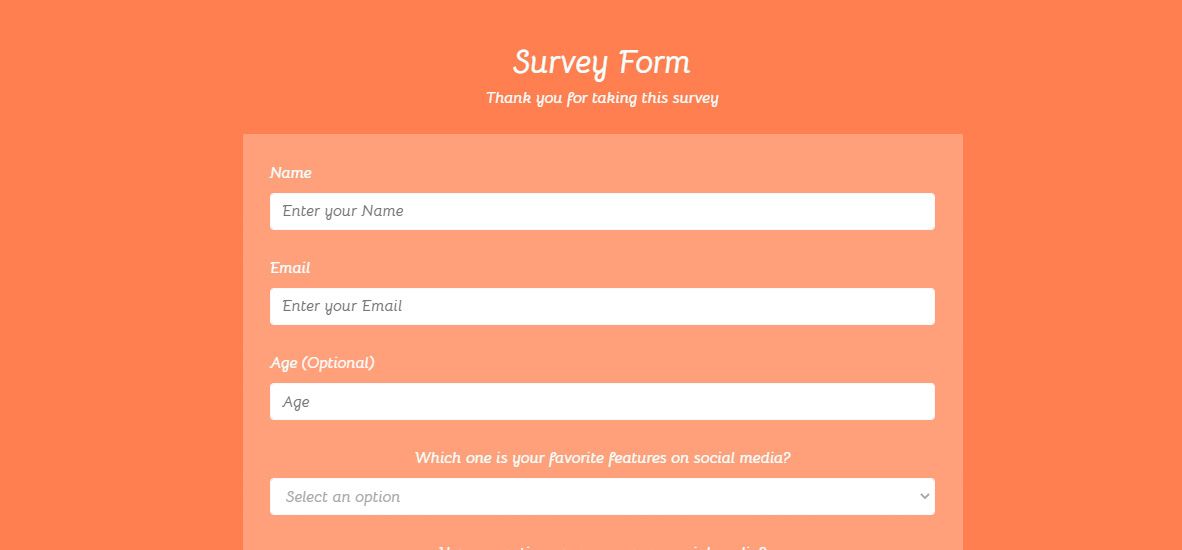 Survey Form
Thank you for taking this survey
Name
Enter your Name
Email
Enter your Email
Age (Optional)
Age
Which one is your favorite features on social media?
Select an option